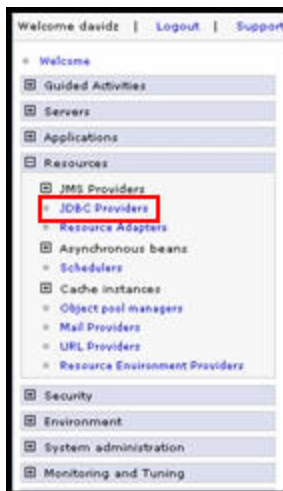 Welcome davidz | Logout | Support
Welcome
Guided Activities
Servers
Applications
Resources
JMS Providers
JDBC Providers
Resource Adapters
Asynchronous beans
Schedulers
Cache instances
Object pool managers
Mail Providers
URL Providers
Resource Environment Providers
Security
Environment
System administration
Monitoring and Tuning